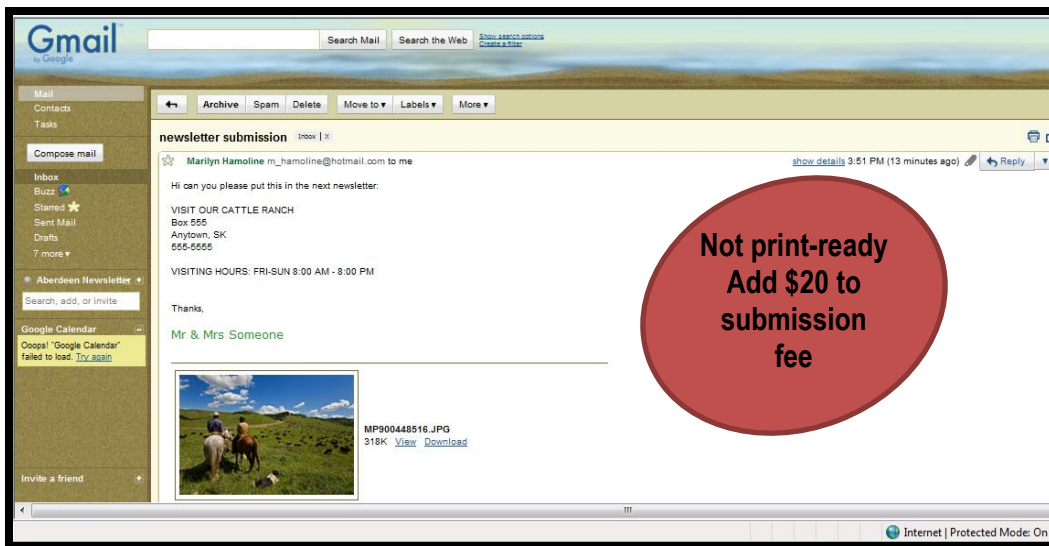 Gmail
by Google
Search Mail
Search the Web
Show search options
Create a filter
Mail
Contacts
Tasks
Compose mail
Inbox
Buzz
Starred
Sent Mail
Drafts
7 more ▾
Aberdeen Newsletter +
Search, add, or invite
Google Calendar –
Ooops! "Google Calendar"
failed to load. Try again
Invite a friend +
Archive Spam Delete Move to ▾ Labels ▾ More ▾
newsletter submission Inbox | X
Marilyn Hamoline m_hamoline@hotmail.com to me
show details 3:51 PM (13 minutes ago) Reply ▾
Hi can you please put this in the next newsletter:
VISIT OUR CATTLE RANCH
Box 555
Anytown, SK
555-5555
VISITING HOURS: FRI-SUN 8:00 AM - 8:00 PM
Thanks,
Mr & Mrs Someone
MP900448516.JPG
318K View Download
Not print-ready
Add $20 to
submission
fee
Internet | Protected Mode: On